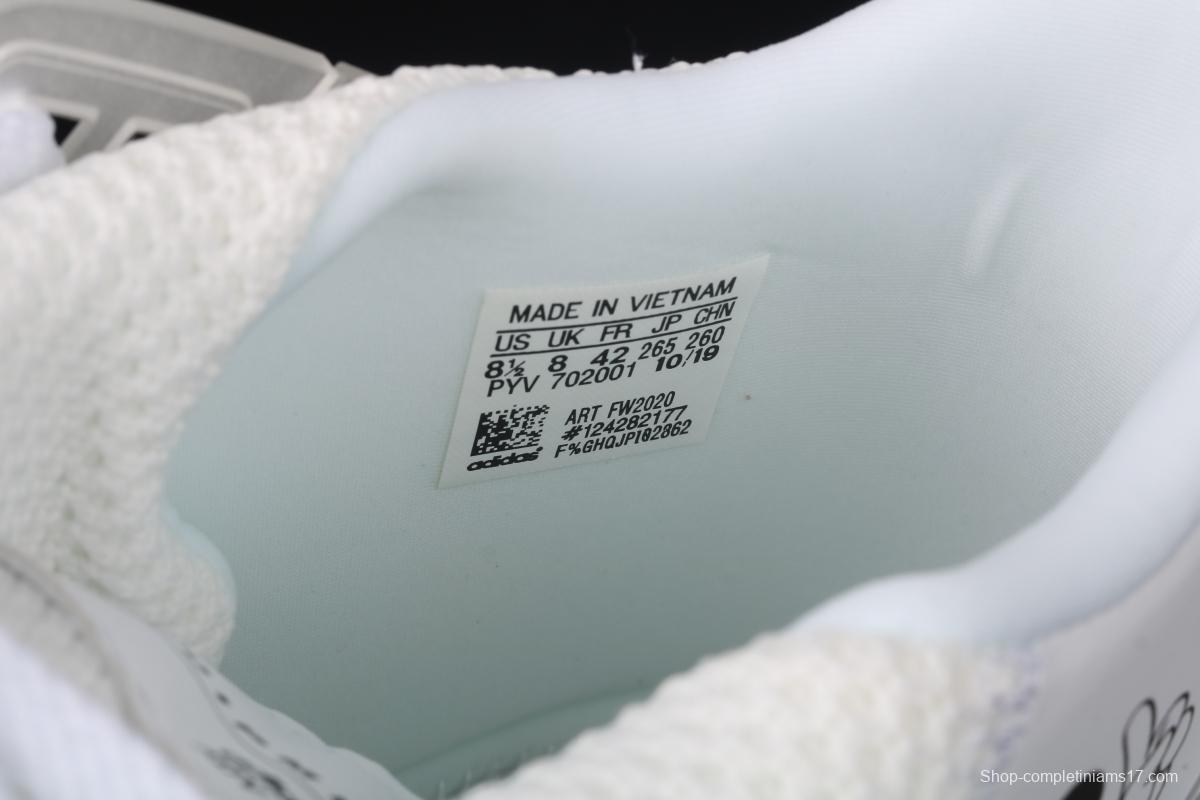 MADE IN VIETNAM
US UK FR JP CHN
8½ 8 42 265 260
PYV 702001 10/19
ART FW2020
#124282177
F%GHQJPI02862
adidas
Shop-completiniams17.com